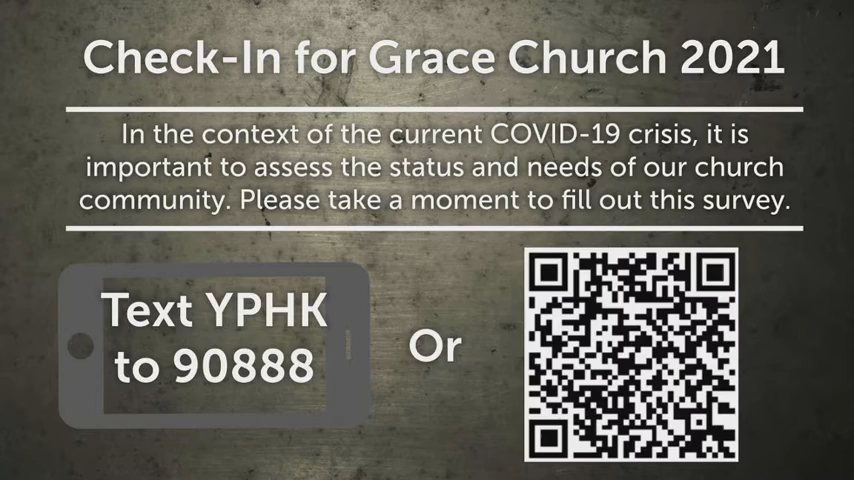 Check-In for Grace Church 2021
In the context of the current COVID-19 crisis, it is
important to assess the status and needs of our church
community. Please take a moment to fill out this survey.
Text YPHK
to 90888
Or